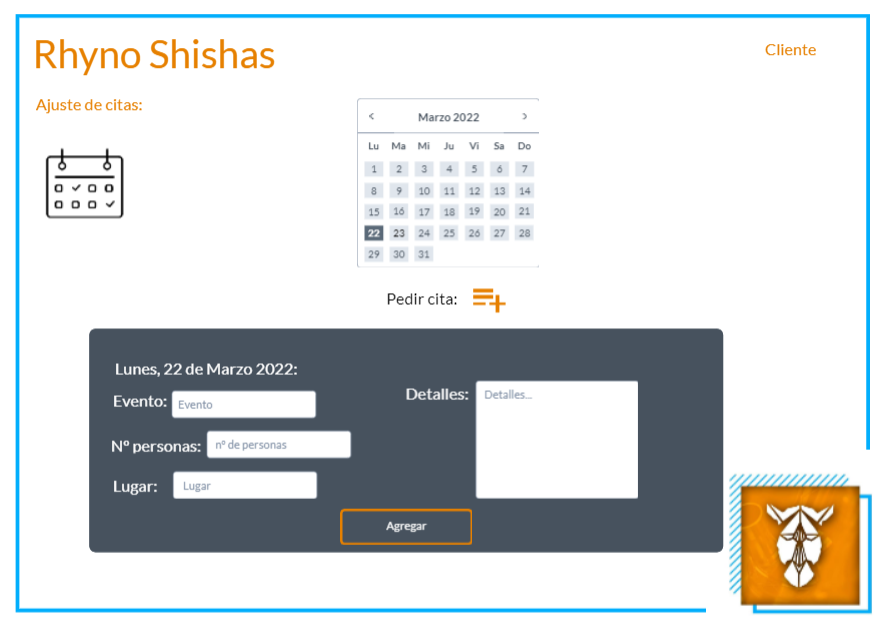 Rhyno Shishas
Cliente
Ajuste de citas:
Marzo 2022
Lu Ma Mi Ju Vi Sa Do
1 2 3 4 5 6 7
8 9 10 11 12 13 14
15 16 17 18 19 20 21
22 23 24 25 26 27 28
29 30 31
Pedir cita:
Lunes, 22 de Marzo 2022:
Evento: Evento
Detalles: Detalles...
Nº personas: nº de personas
Lugar: Lugar
Agregar